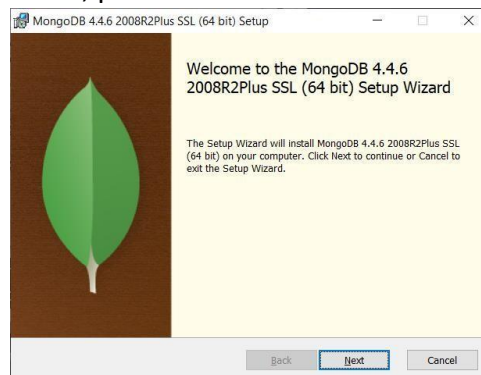 MongoDB 4.4.6 2008R2Plus SSL (64 bit) Setup
Welcome to the MongoDB 4.4.6
2008R2Plus SSL (64 bit) Setup Wizard
The Setup Wizard will install MongoDB 4.4.6 2008R2Plus SSL
(64 bit) on your computer. Click Next to continue or Cancel to
exit the Setup Wizard.
Back Next Cancel